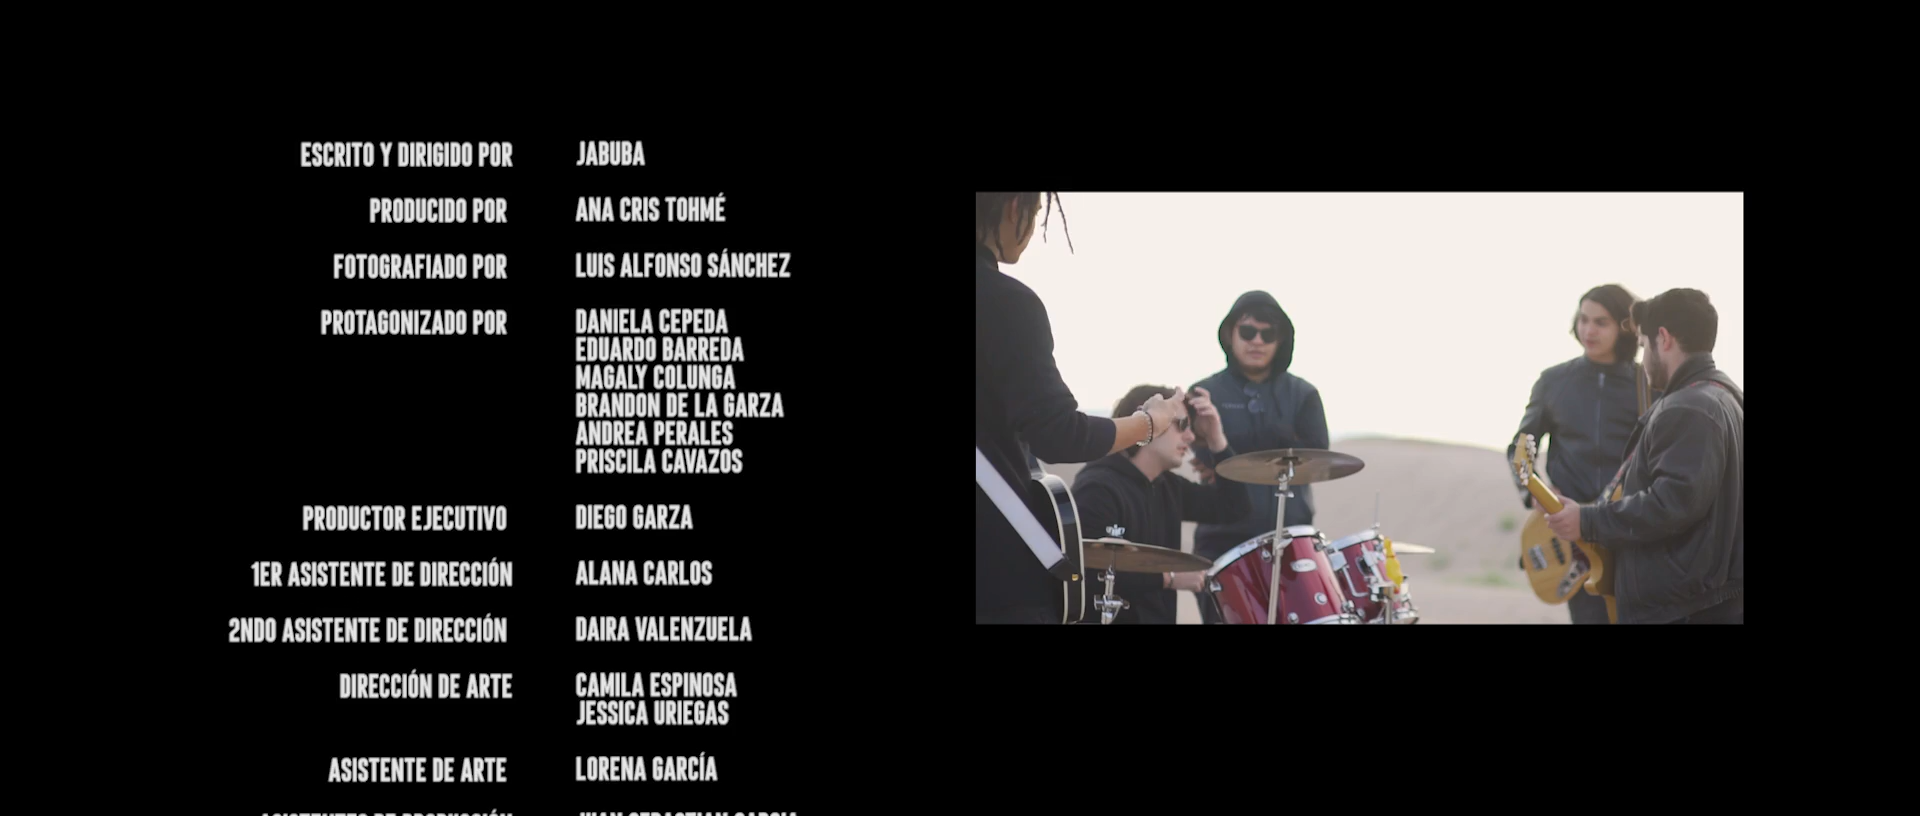 ESCRITO Y DIRIGIDO POR JABUBA
PRODUCIDO POR ANA CRIS TOHMÉ
FOTOGRAFIADO POR LUIS ALFONSO SÁNCHEZ
PROTAGONIZADO POR DANIELA CEPEDA
EDUARDO BARREDA
MAGALY COLUNGA
BRANDON DE LA GARZA
ANDREA PERALES
PRISCILA CAVAZOS
PRODUCTOR EJECUTIVO DIEGO GARZA
1ER ASISTENTE DE DIRECCIÓN ALANA CARLOS
2NDO ASISTENTE DE DIRECCIÓN DAIRA VALENZUELA
DIRECCIÓN DE ARTE CAMILA ESPINOSA
JESSICA URIEGAS
ASISTENTE DE ARTE LORENA GARCÍA